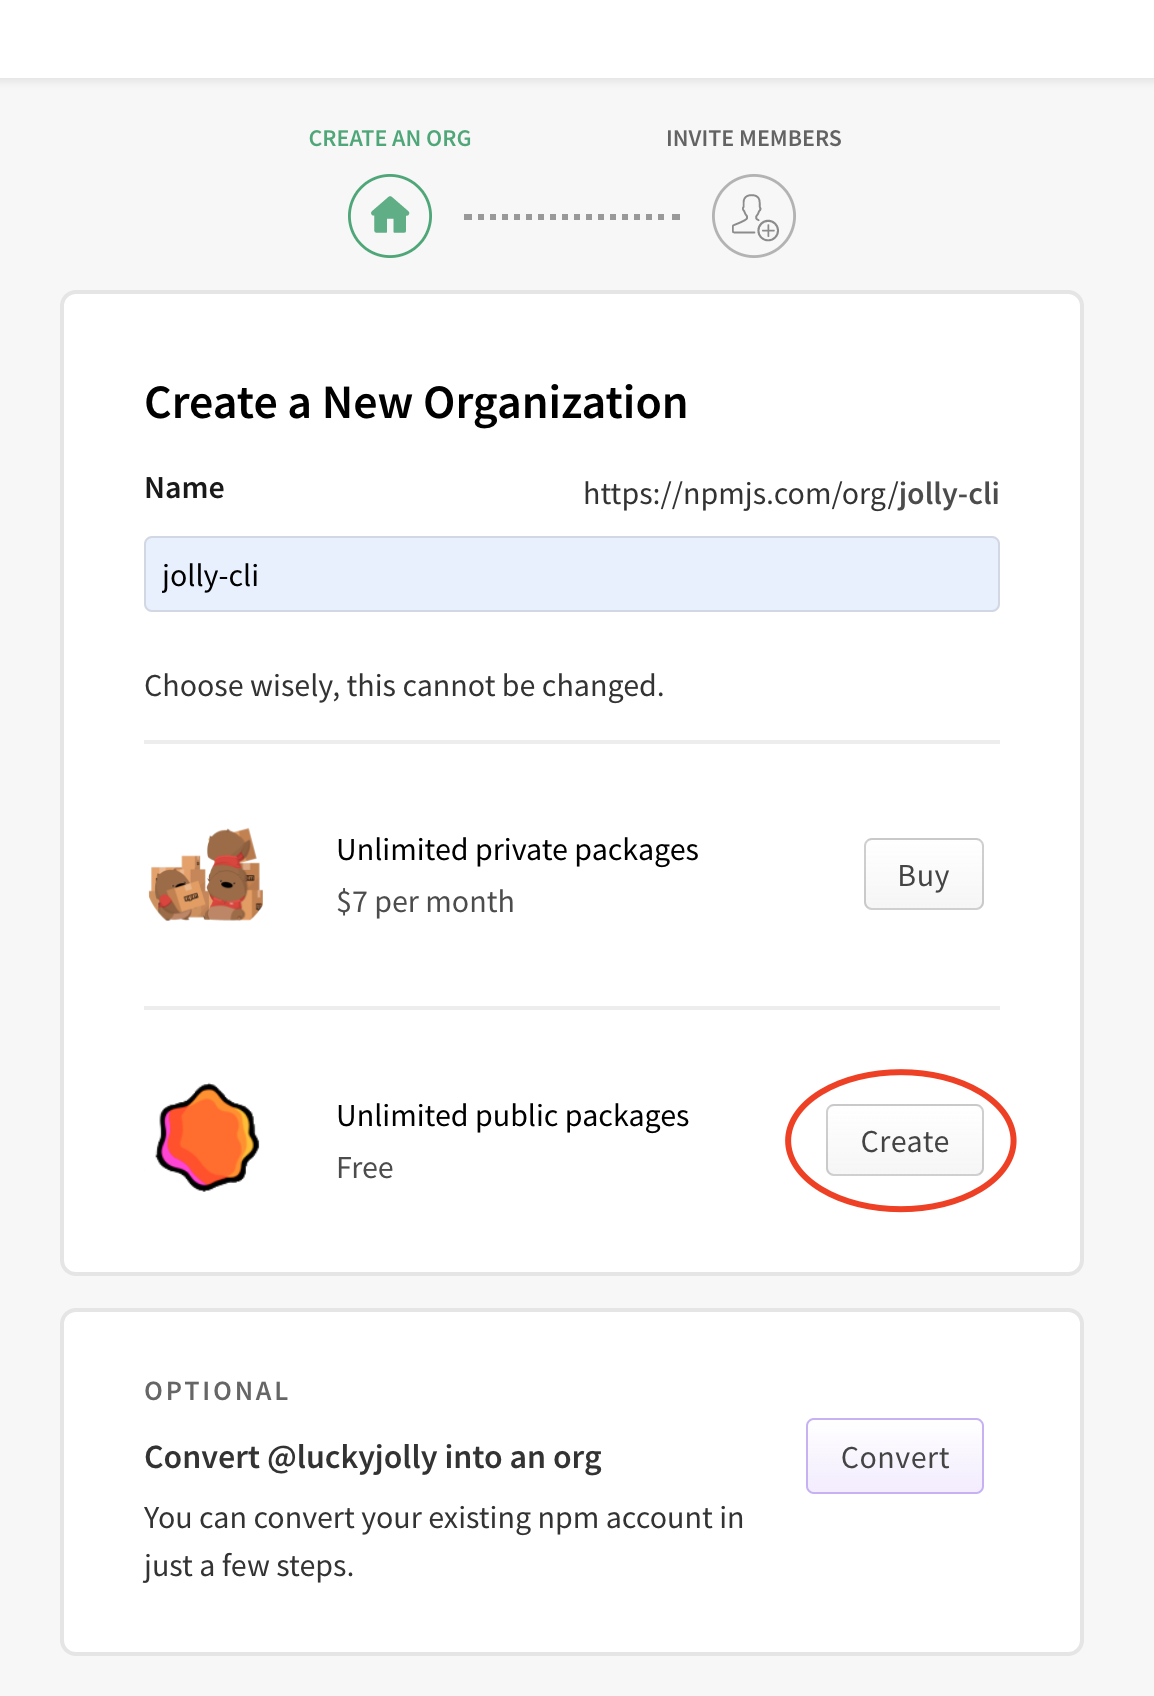 CREATE AN ORG
INVITE MEMBERS
Create a New Organization
Name
https://npmjs.com/org/jolly-cli
jolly-cli
Choose wisely, this cannot be changed.
Unlimited private packages
$7 per month
Buy
Unlimited public packages
Free
Create
OPTIONAL
Convert @luckyjolly into an org
Convert
You can convert your existing npm account in
just a few steps.